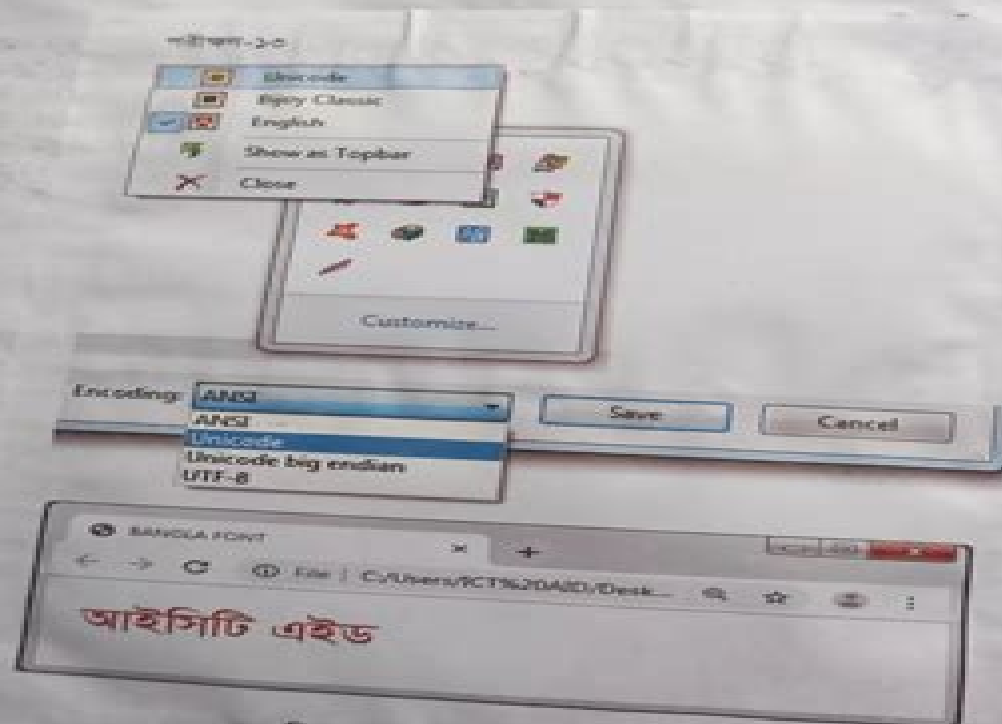 Unicode
Bijoy Classic
English
Show as Topbar
Close
Customize...
Encoding: ANSI Save Cancel
ANSI
Unicode
Unicode big endian
UTF-8
BANGLA FONT
File | C:/Users/ICT%20AID/Desk...
আইসিটি এইড